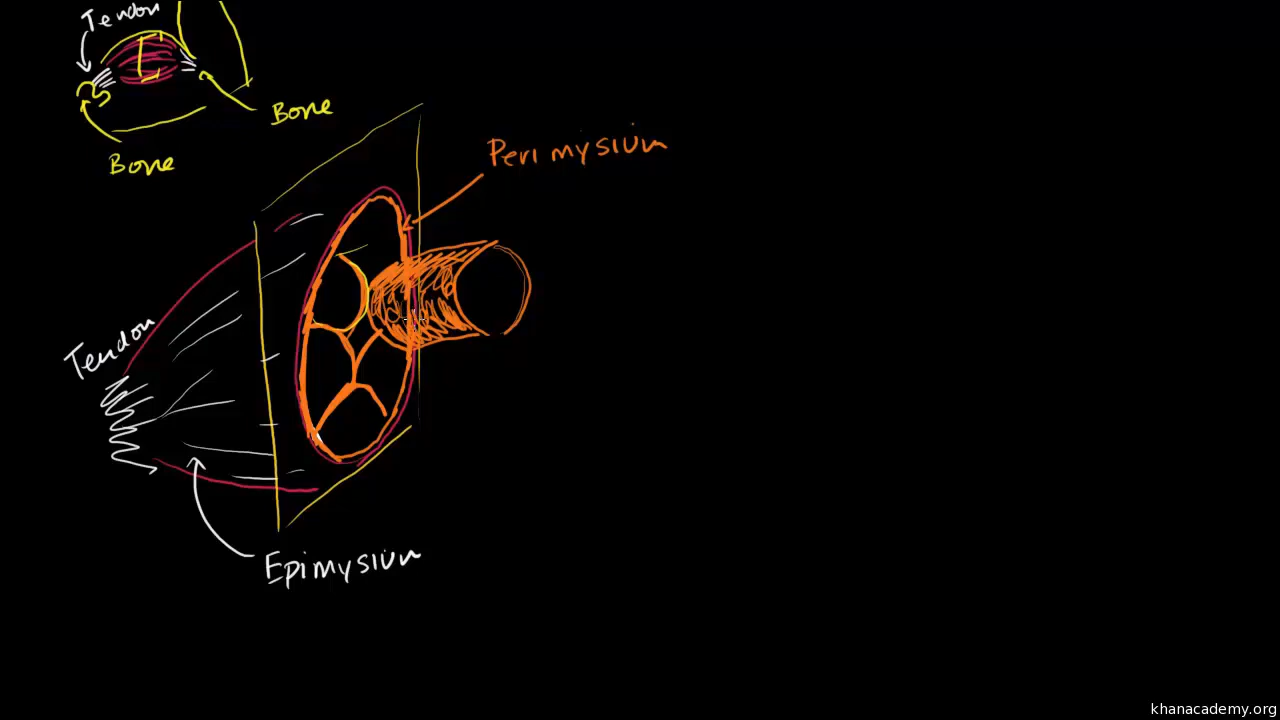 Tendon
Bone
Bone
Perimysium
Tendon
Epimysium
khanacademy.org